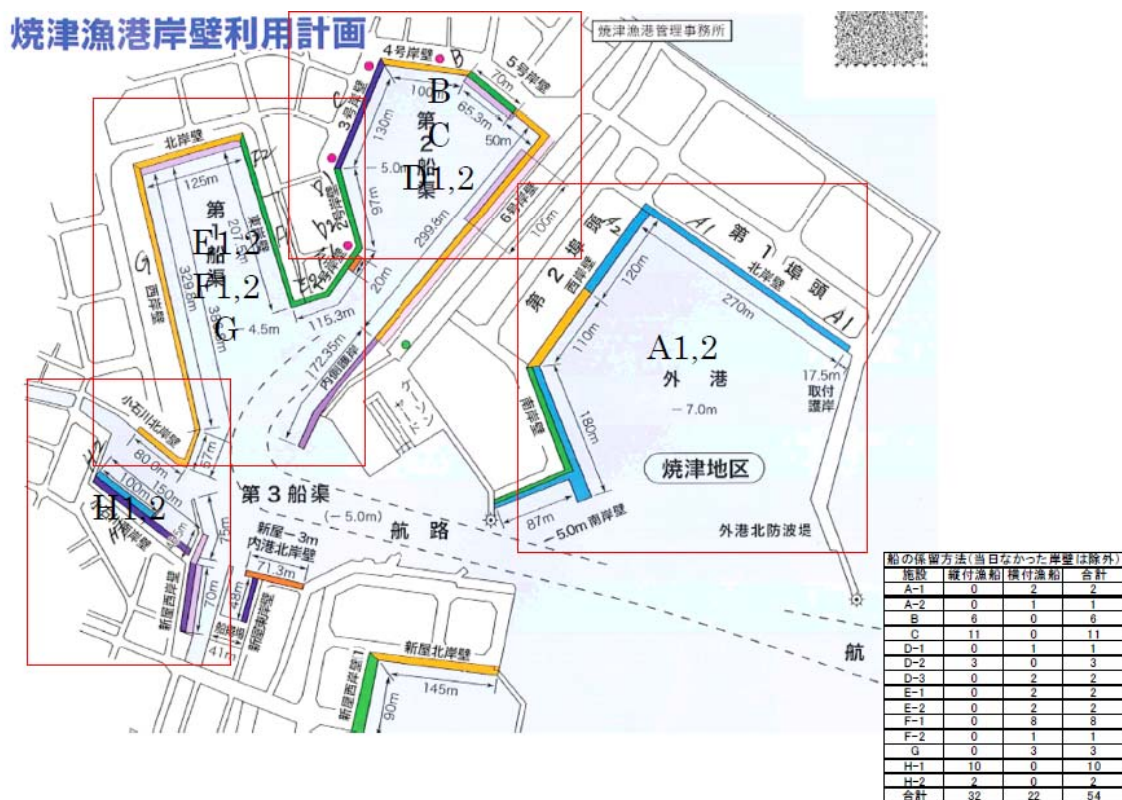 焼津漁港岸壁利用計画
焼津漁港管理事務所
4号岸壁
B
5号岸壁
70m
3号岸壁
C
100m
B
65.3m
50m
130m
第2船渠
C
-5.0m
D1,2
97m
299.8m
6号岸壁
100m
20m
北岸壁
125m
第1船渠
東岸壁
E1,2
F1,2
G
G
西岸壁
329.8m
-4.5m
115.3m
172.35m
内側護岸
第2埠頭
西岸壁
A2
120m
110m
A1
第1埠頭
北岸壁
A1
270m
A1,2
外港
-7.0m
17.5m
取付護岸
南岸壁
180m
焼津地区
87m
-5.0m南岸壁
外港北防波堤
小石川北岸壁
80.0m
57m
100m
150m
H1,2
75m
第3船渠
(-5.0m)
航路
新屋-3m
内港北岸壁
71.3m
48m
70m
新屋西岸壁
新屋東岸壁
41m
新屋北岸壁
145m
新屋西岸壁1
90m
航
船の係留方法(当日なかった岸壁は除外)
施設 縦付漁船 横付漁船 合計
A-1 0 2 2
A-2 0 1 1
B 6 0 6
C 11 0 11
D-1 0 1 1
D-2 3 0 3
D-3 0 2 2
E-1 0 2 2
E-2 0 2 2
F-1 0 8 8
F-2 0 1 1
G 0 3 3
H-1 10 0 10
H-2 2 0 2
合計 32 22 54